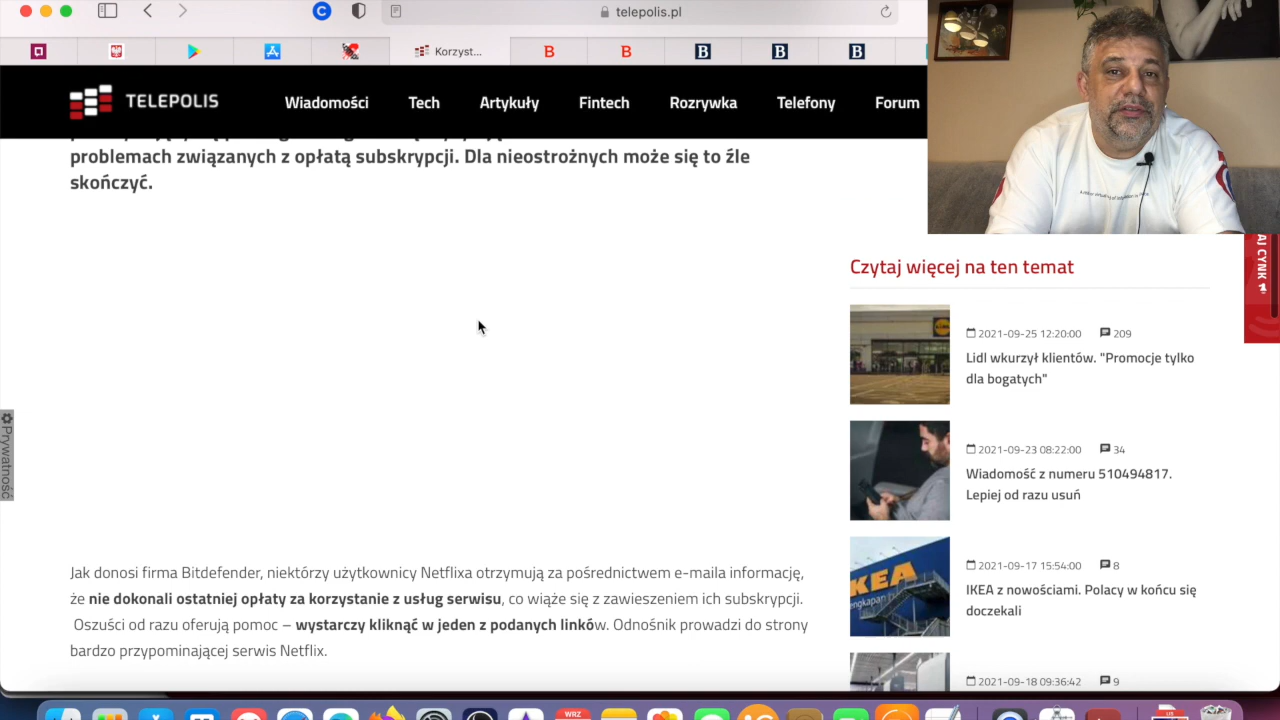 telepolis.pl
Korzyst...
TELEPOLIS
Wiadomości
Tech
Artykuły
Fintech
Rozrywka
Telefony
Forum
problemach związanych z opłatą subskrypcji. Dla nieostrożnych może się to źle
skończyć.
AJ CYNK
Czytaj więcej na ten temat
2021-09-25 12:20:00 209
Lidl wkurzył klientów. "Promocje tylko
dla bogatych"
2021-09-23 08:22:00 34
Wiadomość z numeru 510494817.
Lepiej od razu usuń
IKEA
2021-09-17 15:54:00 8
IKEA z nowościami. Polacy w końcu się
doczekali
2021-09-18 09:36:42 9
Prywatność
Jak donosi firma Bitdefender, niektórzy użytkownicy Netflixa otrzymują za pośrednictwem e-maila informację,
że nie dokonali ostatniej opłaty za korzystanie z usług serwisu, co wiąże się z zawieszeniem ich subskrypcji.
Oszuści od razu oferują pomoc – wystarczy kliknąć w jeden z podanych linków. Odnośnik prowadzi do strony
bardzo przypominającej serwis Netflix.
WRZ